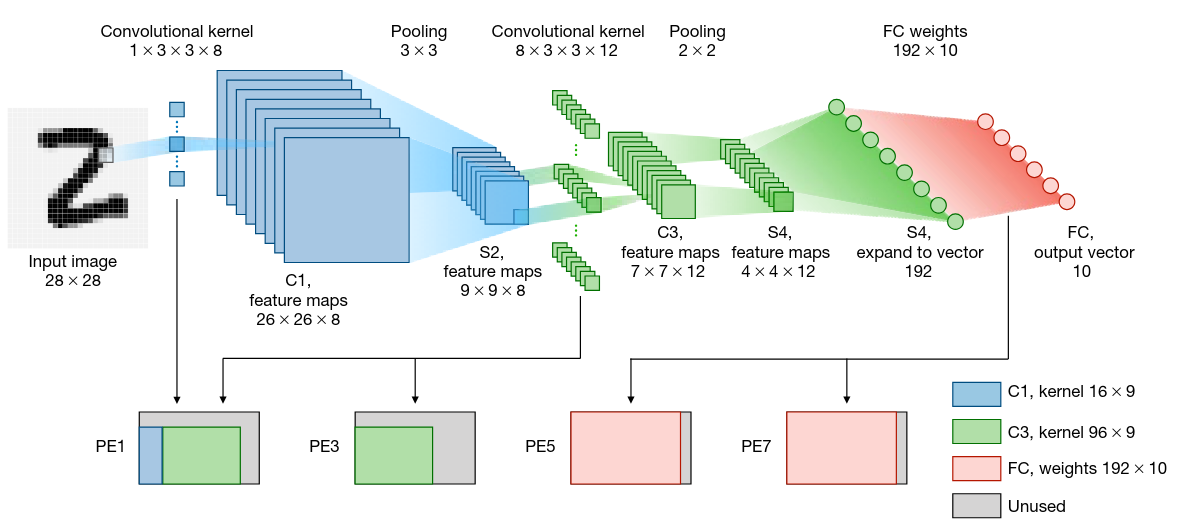 Convolutional kernel
1 × 3 × 3 × 8
Pooling
3 × 3
Convolutional kernel
8 × 3 × 3 × 12
Pooling
2 × 2
FC weights
192 × 10
Input image
28 × 28
C1,
feature maps
26 × 26 × 8
S2,
feature maps
9 × 9 × 8
C3,
feature maps
7 × 7 × 12
S4,
feature maps
4 × 4 × 12
S4,
expand to vector
192
FC,
output vector
10
PE1
PE3
PE5
PE7
C1, kernel 16 × 9
C3, kernel 96 × 9
FC, weights 192 × 10
Unused